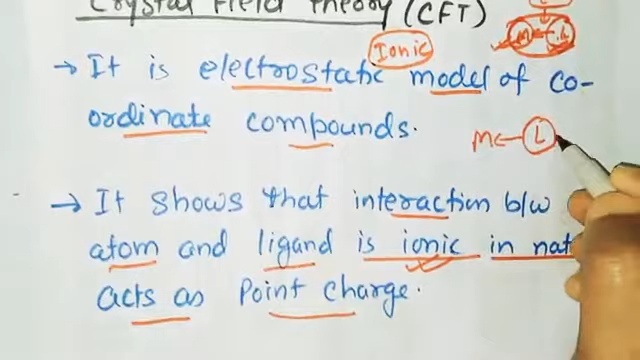 Crystal Field Theory (CFT)
L
M L
Ionic
→ It is electrostatic model of co-
ordinate compounds.
M← L
→ It shows that interaction b/w
atom and ligand is ionic in nat
acts as Point charge.